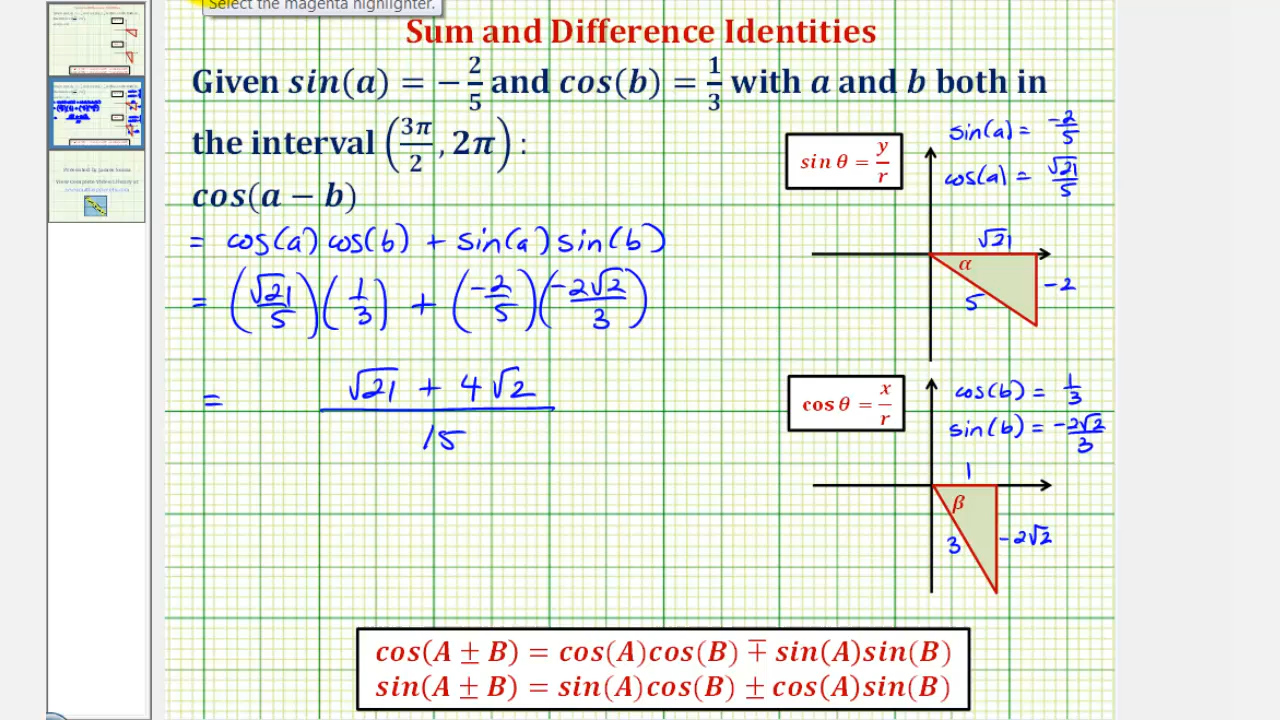 Select the magenta highlighter.
Sum and Difference Identities
Given sin(a) = −2/5 and cos(b) = 1/3 with a and b both in
the interval (3π/2, 2π) :
cos(a − b)
= cos(a) cos(b) + sin(a) sin(b)
= (√21/5)(1/3) + (−2/5)(−2√2/3)
= √21 + 4√2
15
sin θ = y/r
sin(a) = −2/5
cos(a) = √21/5
√21
α
5
−2
cos θ = x/r
cos(b) = 1/3
sin(b) = −2√2/3
1
β
3
−2√2
cos(A ± B) = cos(A)cos(B) ∓ sin(A)sin(B)
sin(A ± B) = sin(A)cos(B) ± cos(A)sin(B)